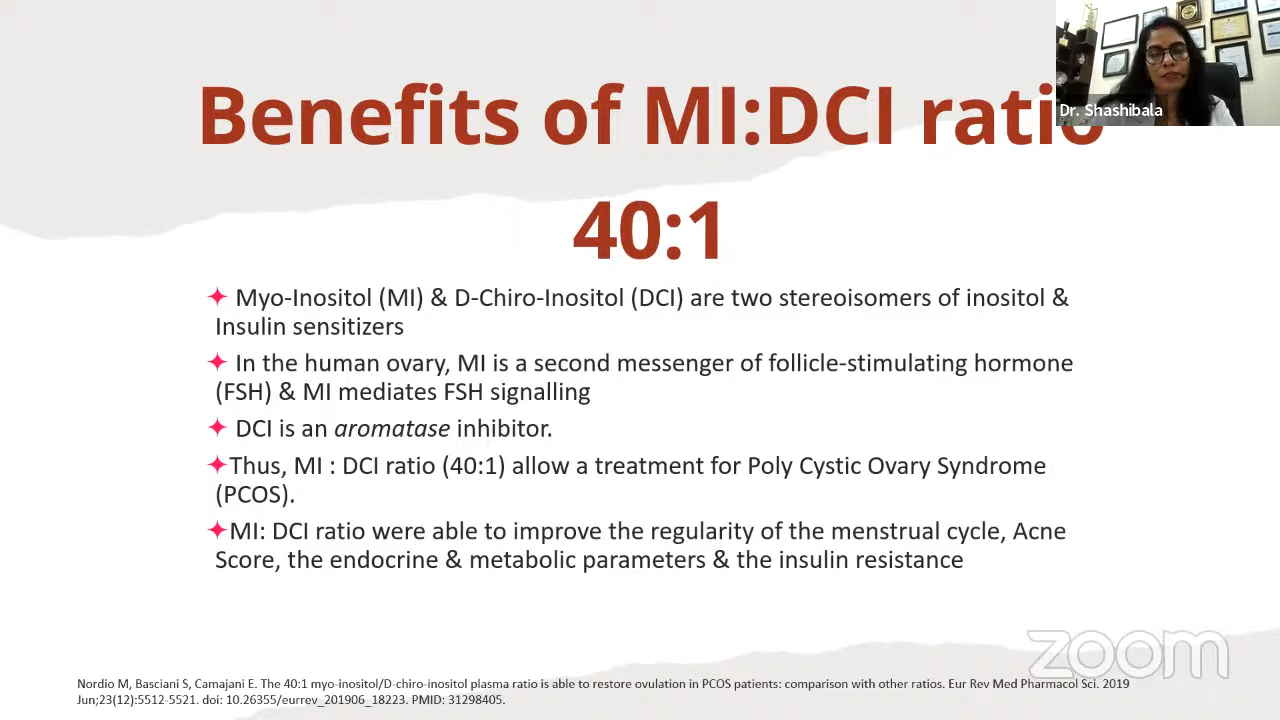 Benefits of MI:DCI ratio
40:1
Dr. Shashibala
✦ Myo-Inositol (MI) & D-Chiro-Inositol (DCI) are two stereoisomers of inositol &
Insulin sensitizers
✦ In the human ovary, MI is a second messenger of follicle-stimulating hormone
(FSH) & MI mediates FSH signalling
✦ DCI is an aromatase inhibitor.
✦Thus, MI : DCI ratio (40:1) allow a treatment for Poly Cystic Ovary Syndrome
(PCOS).
✦MI: DCI ratio were able to improve the regularity of the menstrual cycle, Acne
Score, the endocrine & metabolic parameters & the insulin resistance
zoom
Nordio M, Basciani S, Camajani E. The 40:1 myo-inositol/D-chiro-inositol plasma ratio is able to restore ovulation in PCOS patients: comparison with other ratios. Eur Rev Med Pharmacol Sci. 2019
Jun;23(12):5512-5521. doi: 10.26355/eurrev_201906_18223. PMID: 31298405.